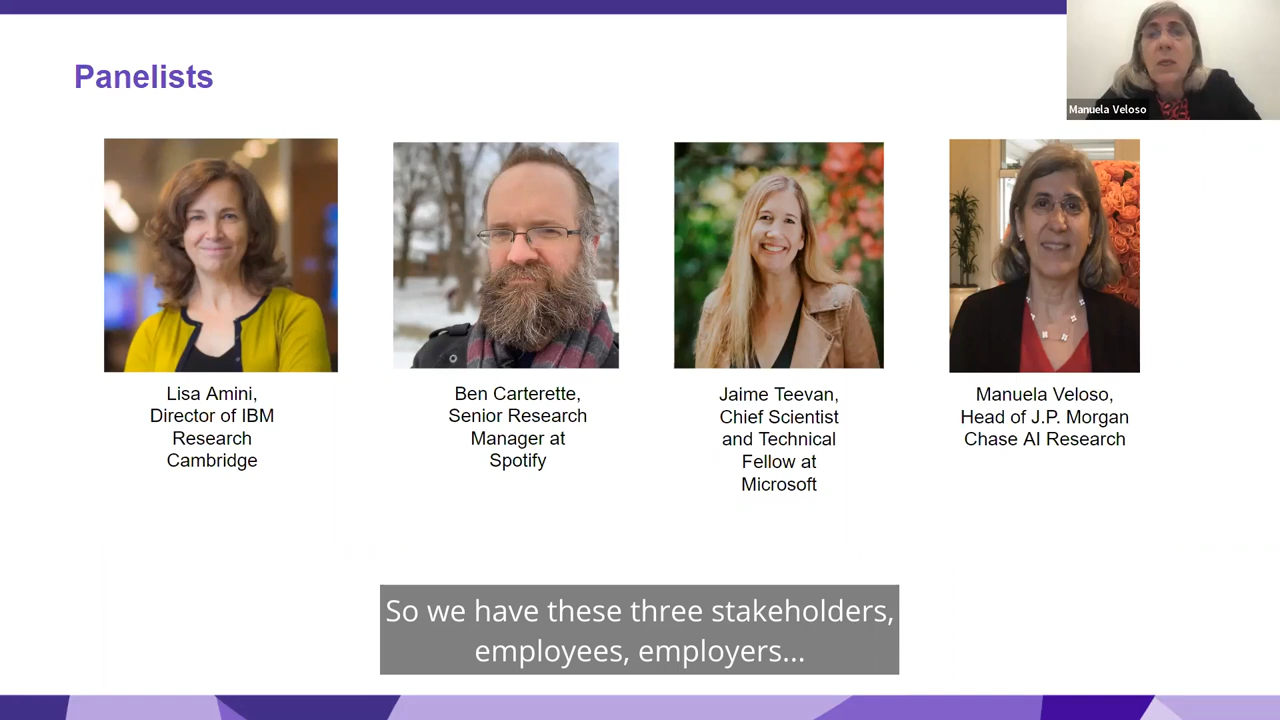 Panelists
Manuela Veloso
Lisa Amini,
Director of IBM
Research
Cambridge
Ben Carterette,
Senior Research
Manager at
Spotify
Jaime Teevan,
Chief Scientist
and Technical
Fellow at
Microsoft
Manuela Veloso,
Head of J.P. Morgan
Chase AI Research
So we have these three stakeholders,
employees, employers...